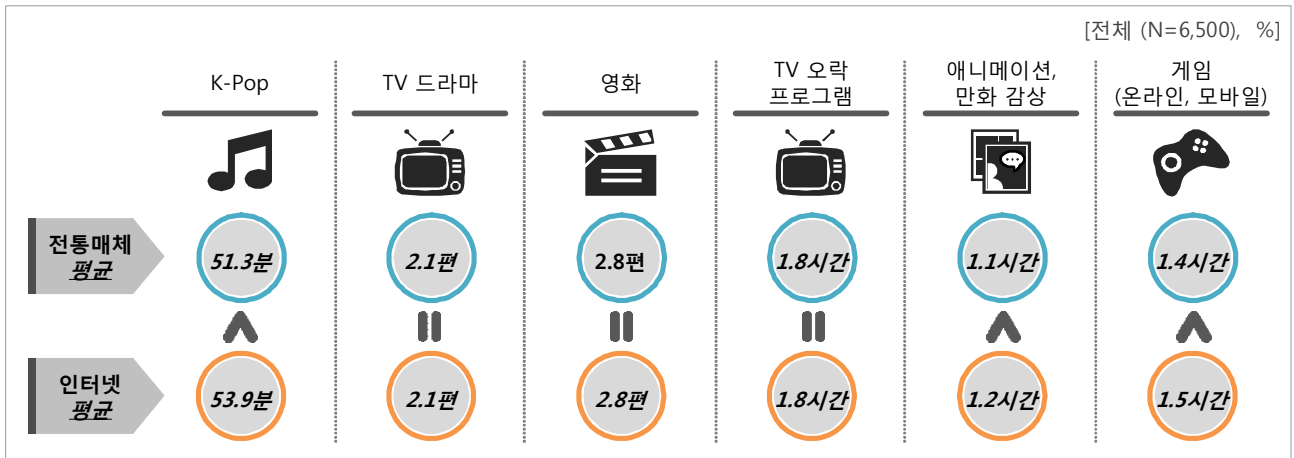 [전체 (N=6,500), %]
K-Pop
TV 드라마
영화
TV 오락
프로그램
애니메이션,
만화 감상
게임
(온라인, 모바일)
전통매체
평균
51.3분
2.1편
2.8편
1.8시간
1.1시간
1.4시간
인터넷
평균
53.9분
2.1편
2.8편
1.8시간
1.2시간
1.5시간